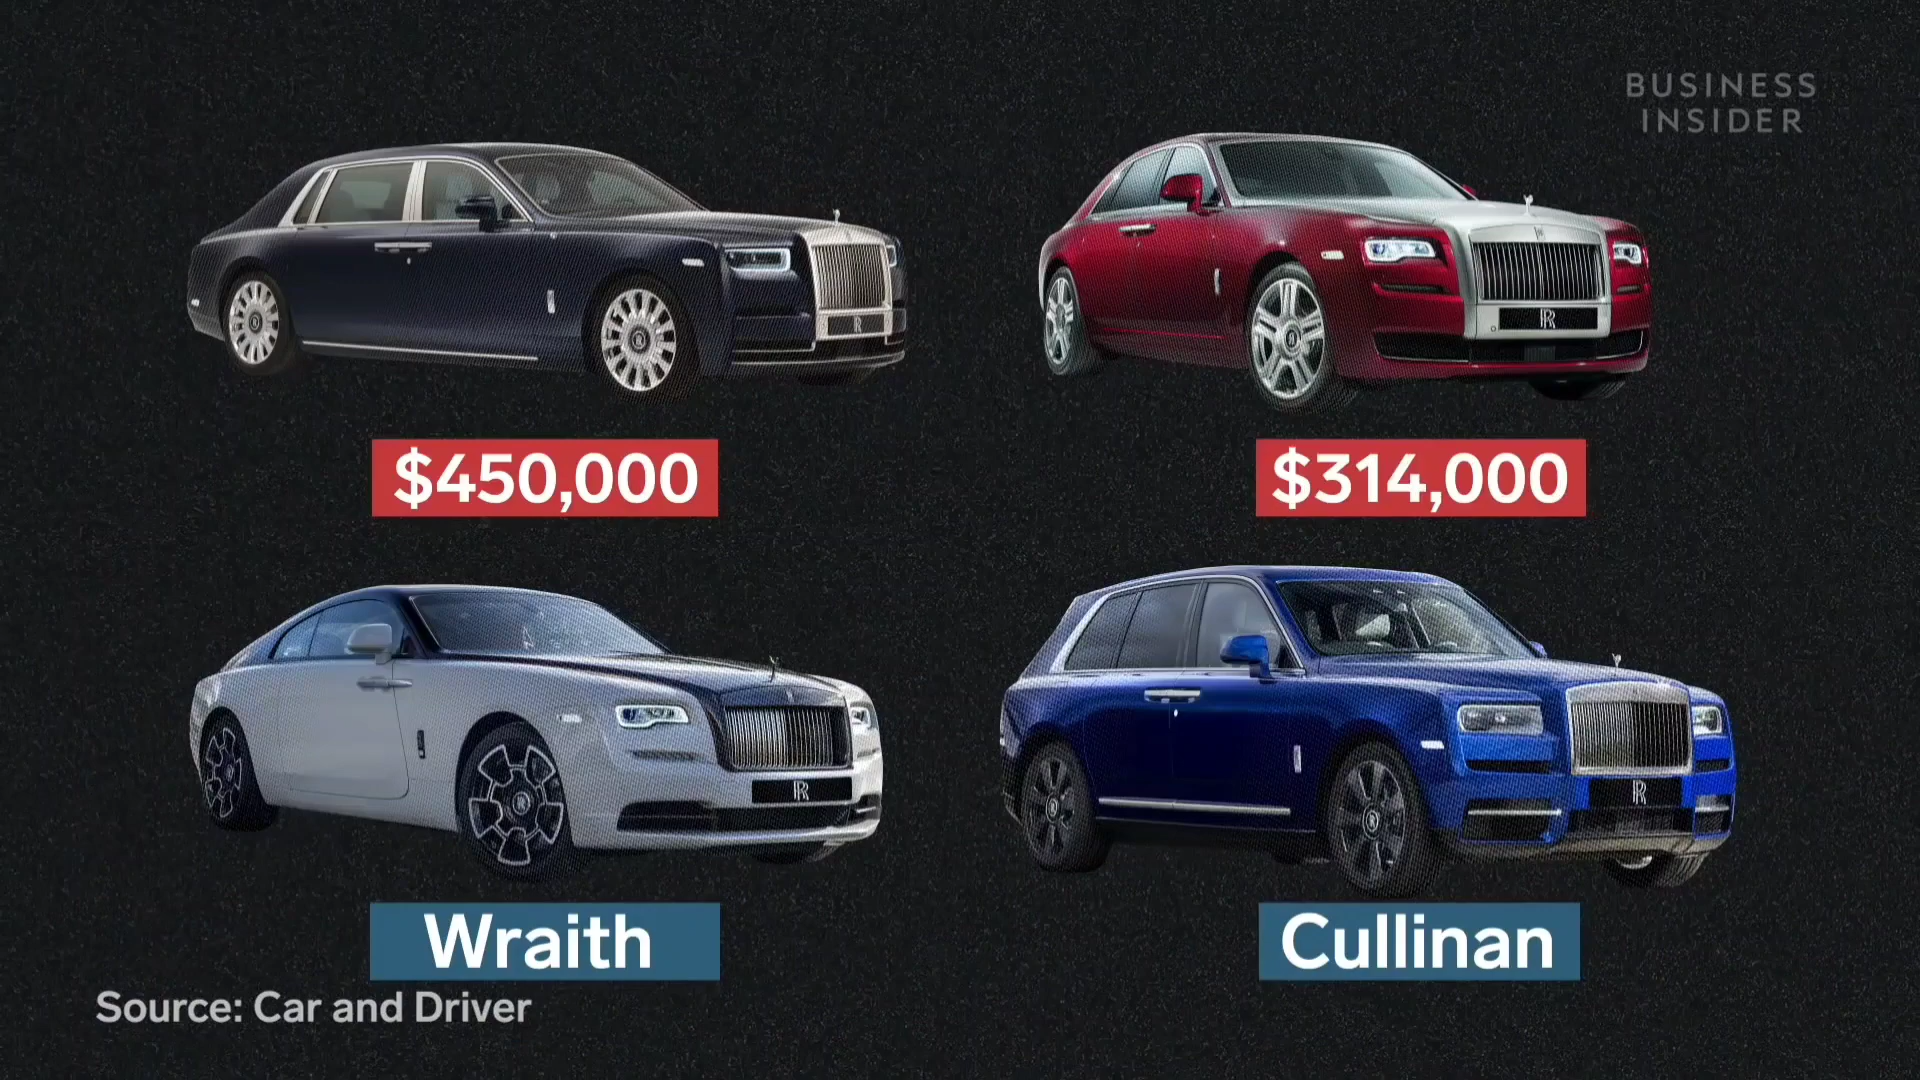 BUSINESS
INSIDER
$450,000
$314,000
Wraith
Cullinan
Source: Car and Driver